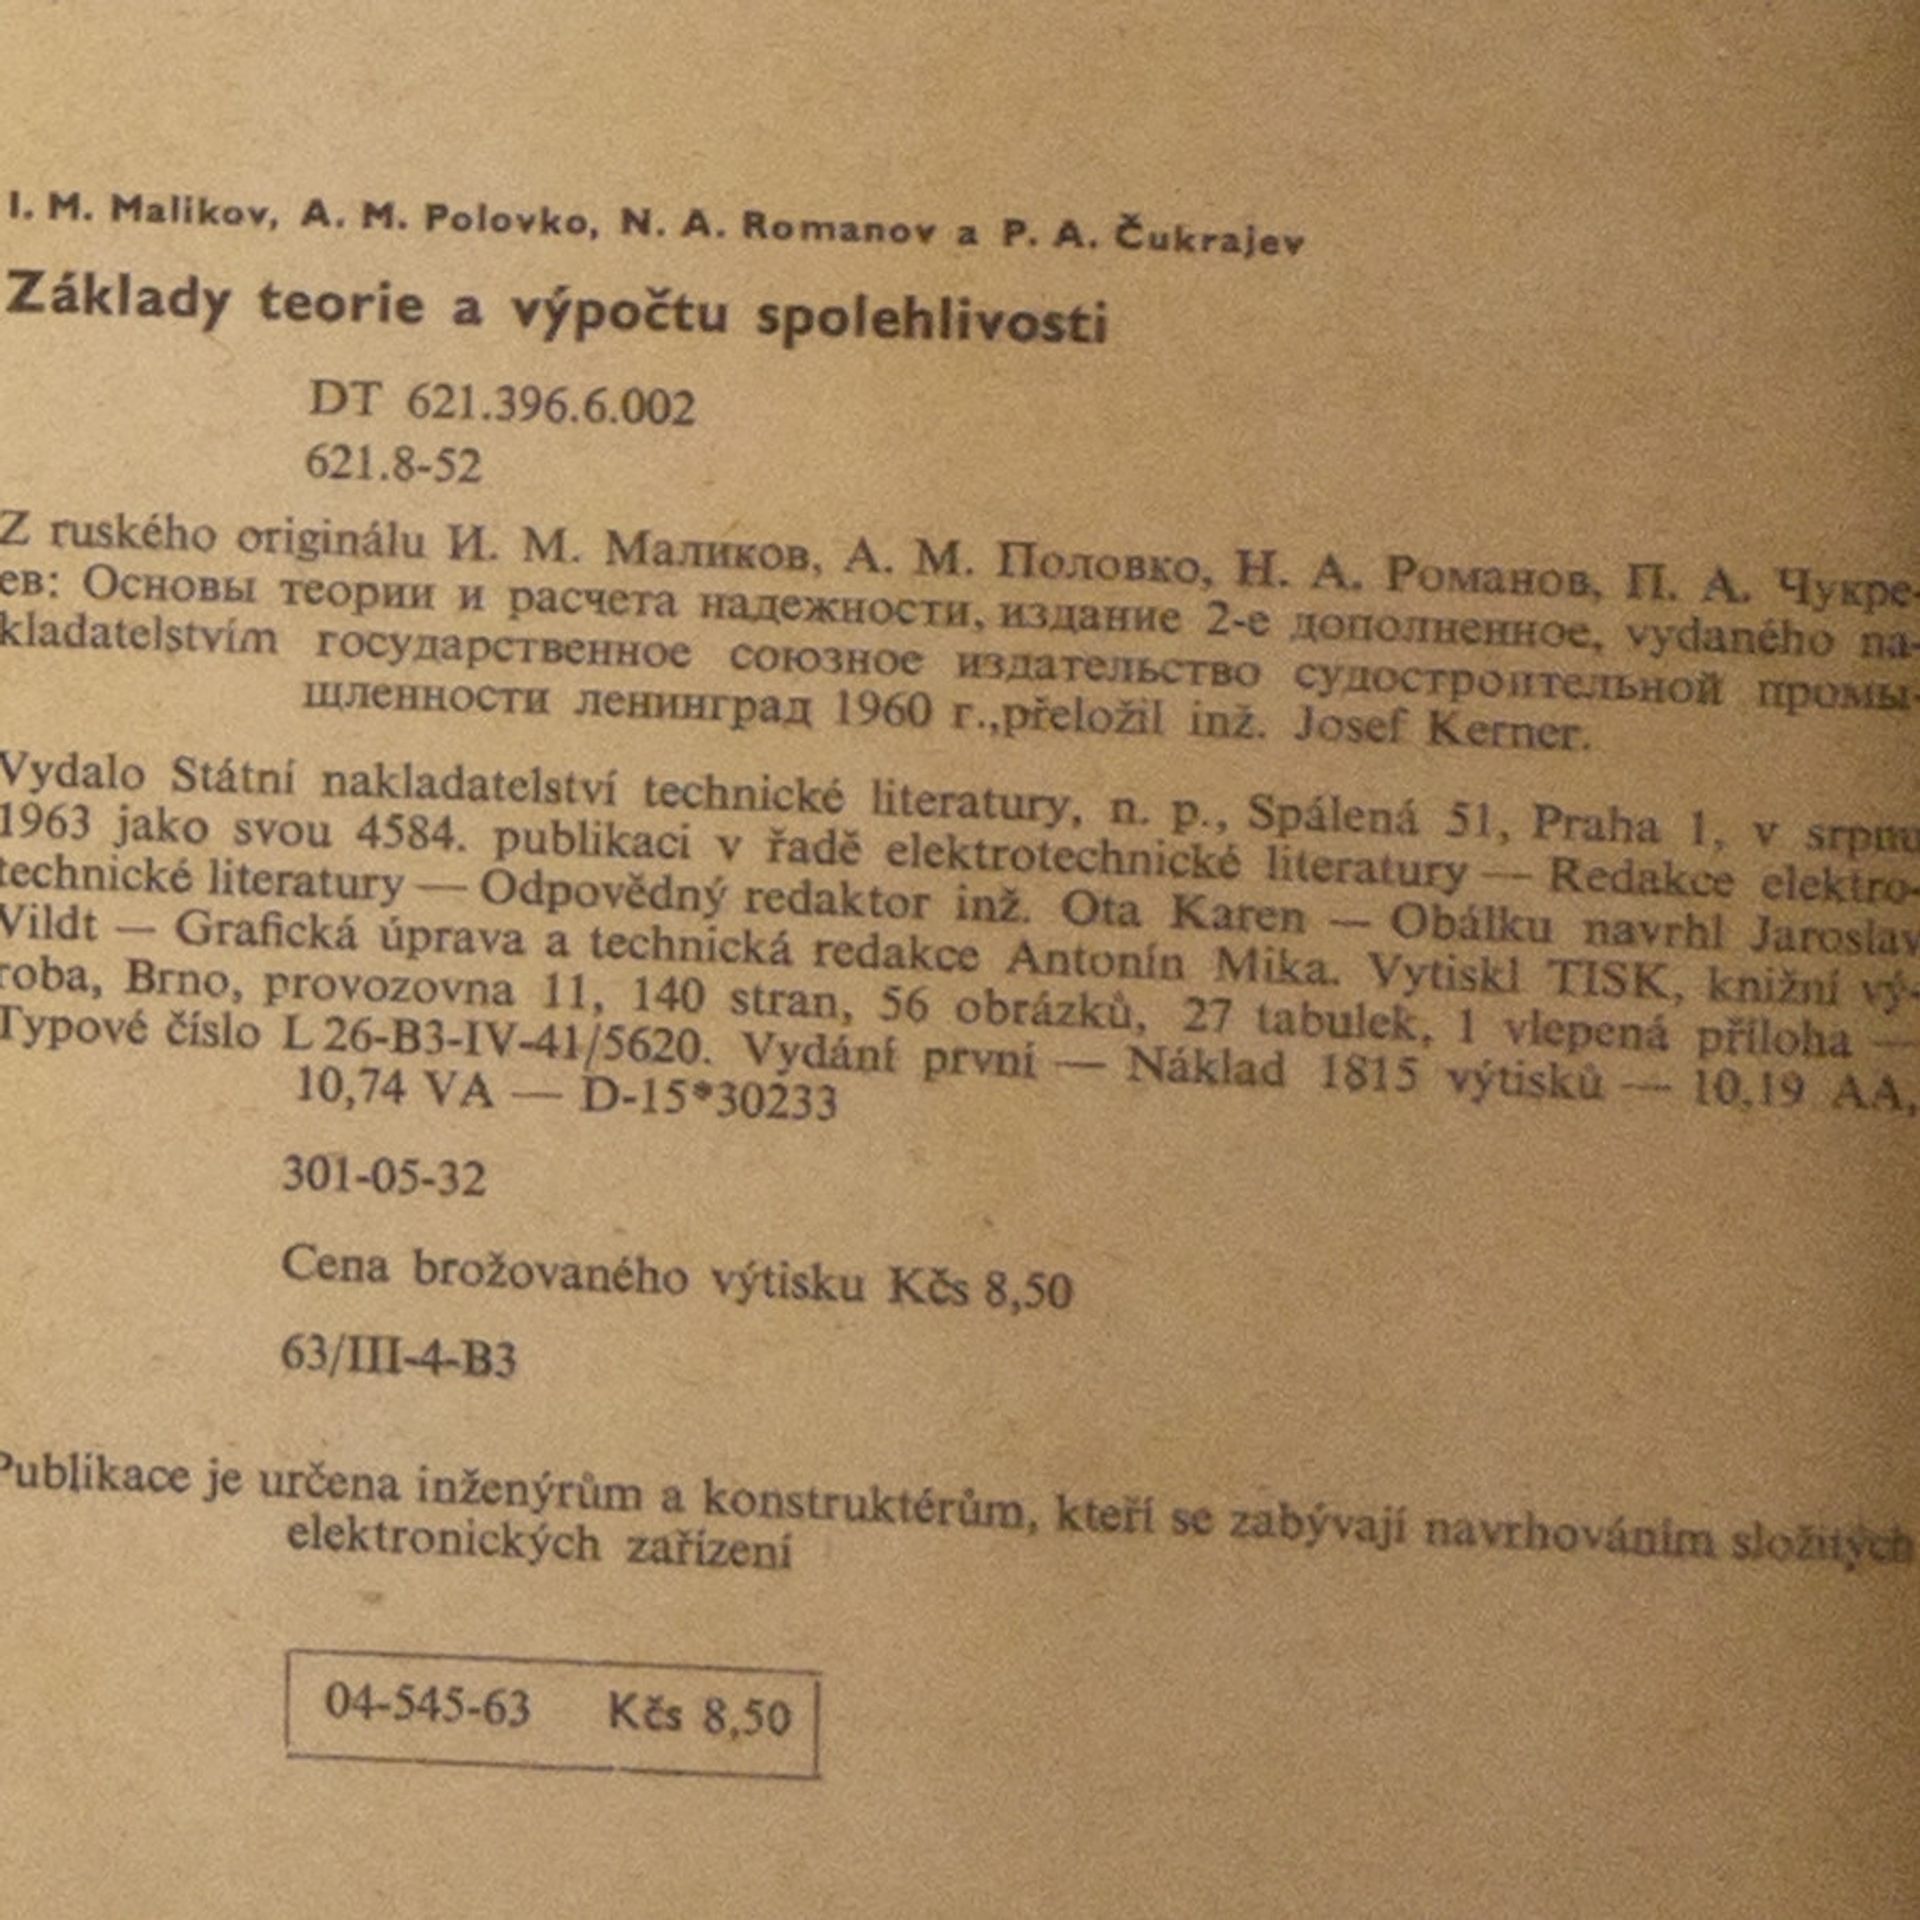 I. M. Malikov, A. M. Polovko, N. A. Romanov a P. A. Čukrajev
Základy teorie a výpočtu spolehlivosti
DT 621.396.6.002
621.8-52
Z ruského originálu И. М. Маликов, А. М. Половко, Н. А. Романов, П. А. Чукре-
ев: Основы теории и расчета надежности, издание 2-е дополненное, vydaného na-
kladatelstvím государственное союзное издательство судостроительной промы-
шленности ленинград 1960 г.,přeložil inž. Josef Kerner.
Vydalo Státní nakladatelství technické literatury, n. p., Spálená 51, Praha 1, v srpnu
1963 jako svou 4584. publikaci v řadě elektrotechnické literatury — Redakce elektro-
technické literatury — Odpovědný redaktor inž. Ota Karen — Obálku navrhl Jaroslav
Vildt — Grafická úprava a technická redakce Antonín Mika. Vytiskl TISK, knižní vý-
roba, Brno, provozovna 11, 140 stran, 56 obrázků, 27 tabulek, 1 vlepená příloha —
Typové číslo L 26-B3-IV-41/5620. Vydání první — Náklad 1815 výtisků — 10,19 AA,
10,74 VA — D-15*30233
301-05-32
Cena brožovaného výtisku Kčs 8,50
63/III-4-B3
Publikace je určena inženýrům a konstruktérům, kteří se zabývají navrhováním složitých
elektronických zařízení
04-545-63 Kčs 8,50